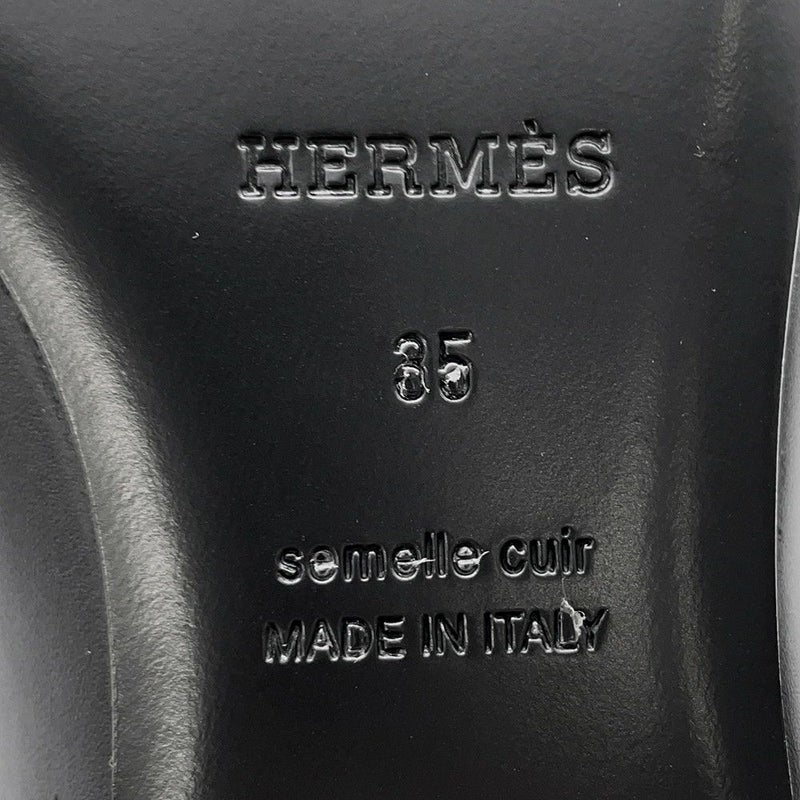 HERMÈS
35
semelle cuir
MADE IN ITALY